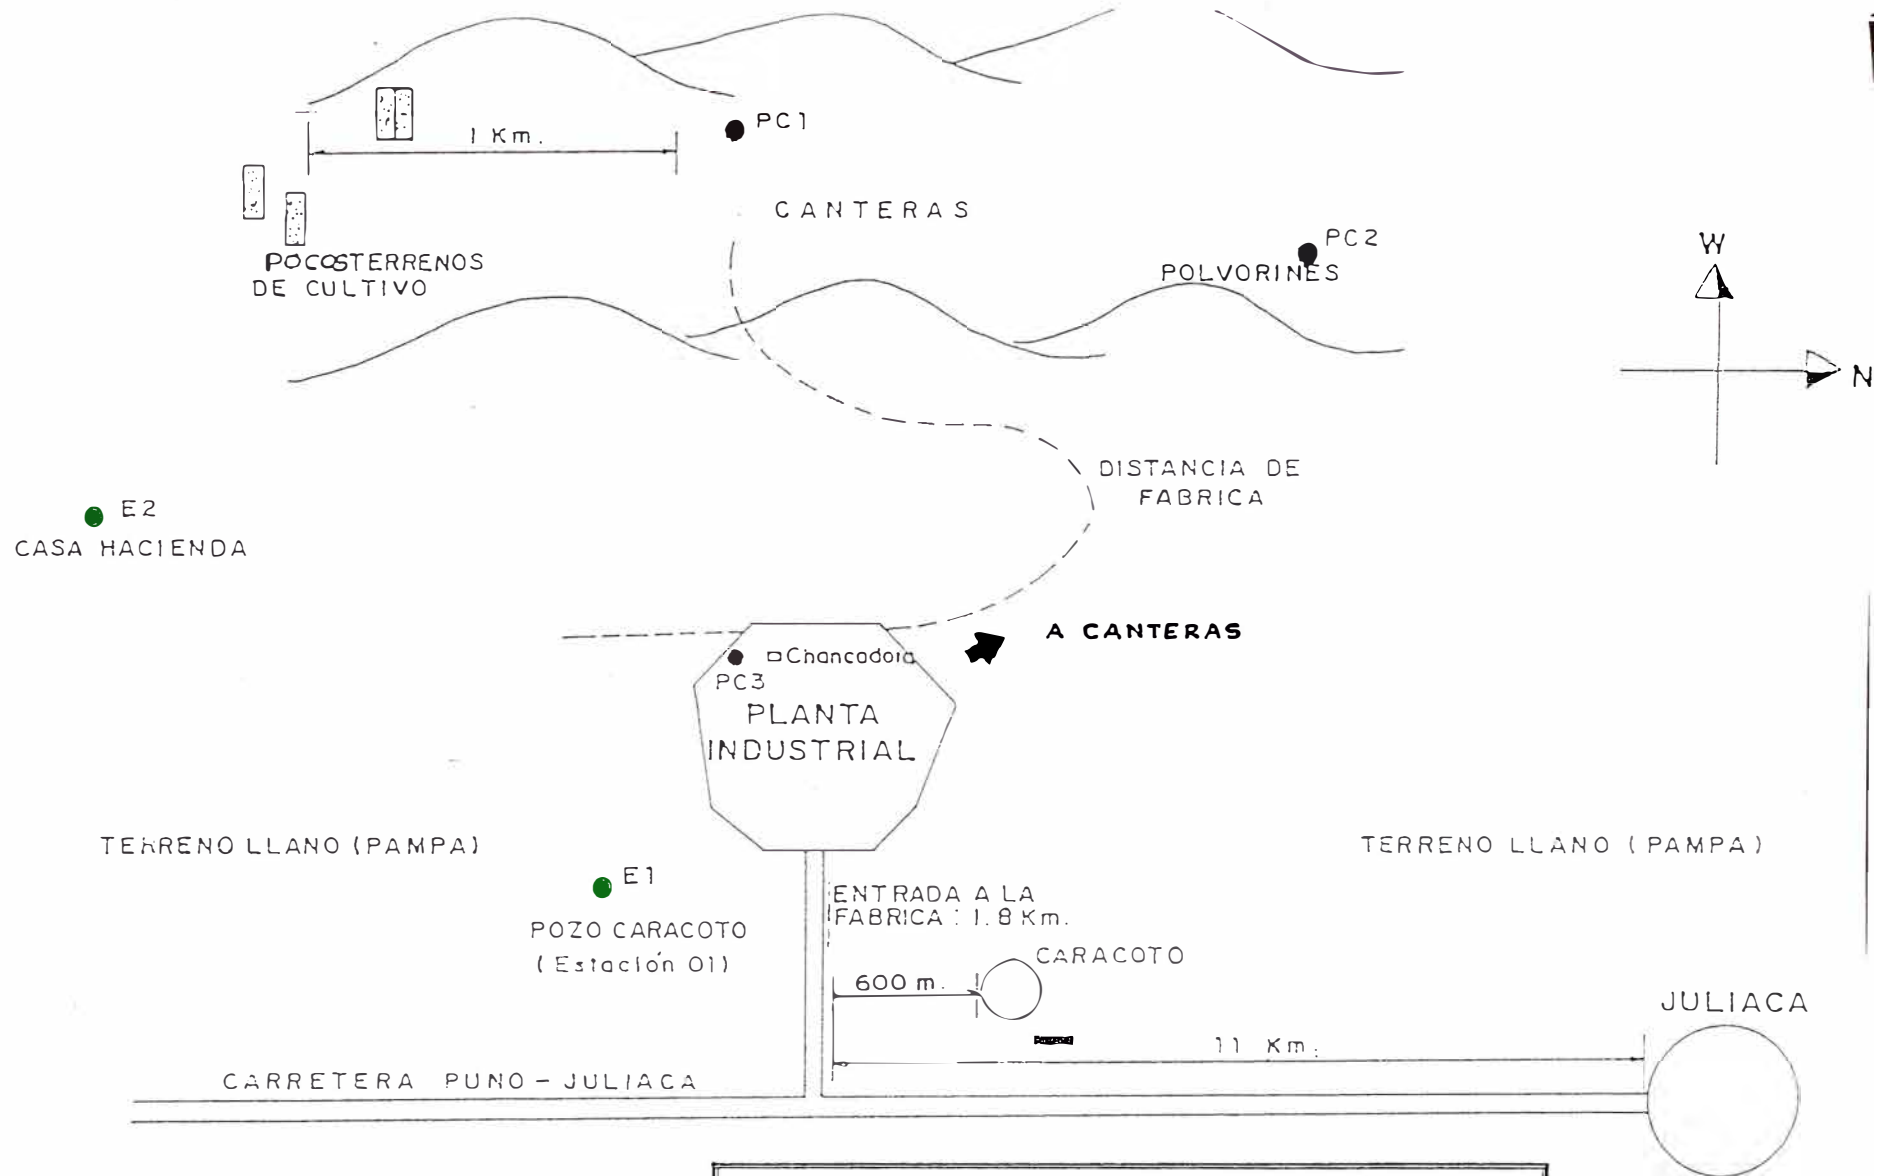 PC1
1 Km.
CANTERAS
PC2
POLVORINES
W
N
POCOSTERRENOS
DE CULTIVO
DISTANCIA DE
FABRICA
E2
CASA HACIENDA
A CANTERAS
Chancadora
PC3
PLANTA
INDUSTRIAL
TERRENO LLANO (PAMPA)
TERRENO LLANO (PAMPA)
E1
POZO CARACOTO
(Estación 01)
ENTRADA A LA
FABRICA : 1.8 Km.
CARACOTO
600 m.
JULIACA
11 Km.
CARRETERA PUNO - JULIACA